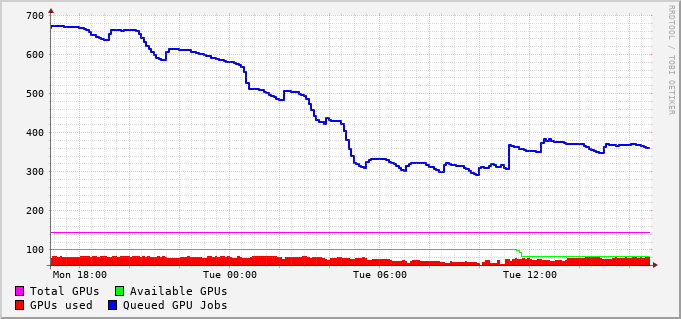 700
600
500
400
300
200
100
Mon 18:00 Tue 00:00 Tue 06:00 Tue 12:00
Total GPUs Available GPUs
GPUs used Queued GPU Jobs
RRDTOOL / TOBI OETIKER